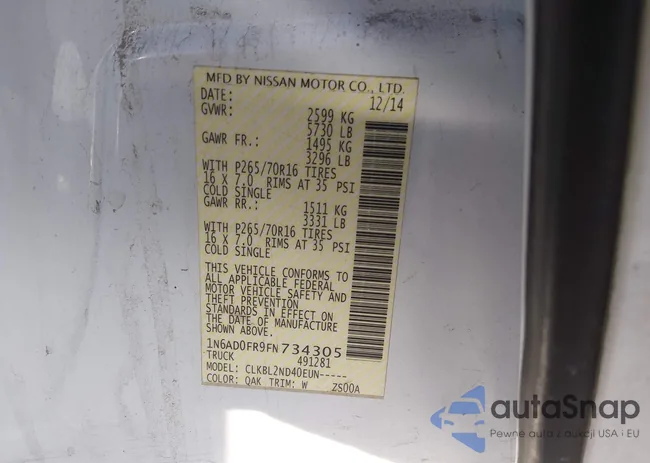 MFD BY NISSAN MOTOR CO., LTD.
DATE: 12/14
GVWR: 2599 KG
5730 LB
GAWR FR.: 1495 KG
3296 LB
WITH P265/70R16 TIRES
16 X 7.0 RIMS AT 35 PSI
COLD SINGLE
GAWR RR.: 1511 KG
3331 LB
WITH P265/70R16 TIRES
16 X 7.0 RIMS AT 35 PSI
COLD SINGLE
THIS VEHICLE CONFORMS TO
ALL APPLICABLE FEDERAL
MOTOR VEHICLE SAFETY AND
THEFT PREVENTION
STANDARDS IN EFFECT ON
THE DATE OF MANUFACTURE
SHOWN ABOVE.
1N6AD0FR9FN734305
TRUCK 491281
MODEL: CLKBL2ND40EUN-----
COLOR: QAK TRIM: W ZS00A
autoSnap
Pewne auta z aukcji USA i EU